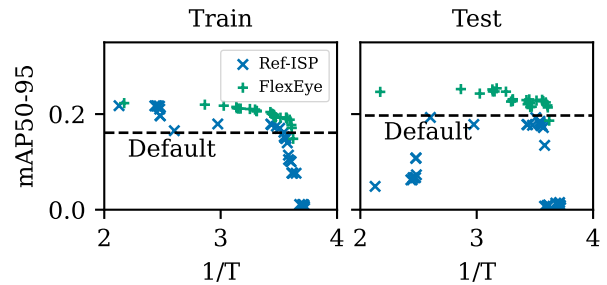 Train
Test
mAP50-95
0.2
0.0
Ref-ISP
FlexEye
Default
Default
2
3
4
2
3
4
1/T
1/T